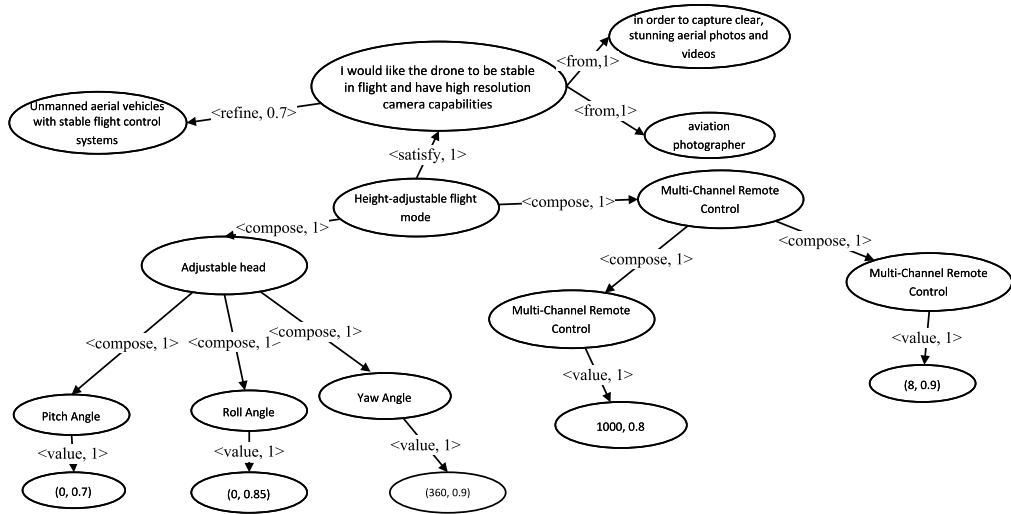 in order to capture clear,
stunning aerial photos and
videos
<from,1>
I would like the drone to be stable
in flight and have high resolution
camera capabilities
Unmanned aerial vehicles
with stable flight control
systems
<refine, 0.7>
<from,1>
aviation
photographer
<satisfy, 1>
Height-adjustable flight
mode
<compose, 1>
Multi-Channel Remote
Control
<compose, 1>
Adjustable head
<compose, 1>
<compose, 1>
Multi-Channel Remote
Control
Multi-Channel Remote
Control
<compose, 1>
<compose, 1>
<compose, 1>
<value, 1>
<value, 1>
(8, 0.9)
Pitch Angle
Roll Angle
Yaw Angle
1000, 0.8
<value, 1>
<value, 1>
<value, 1>
(0, 0.7)
(0, 0.85)
(360, 0.9)